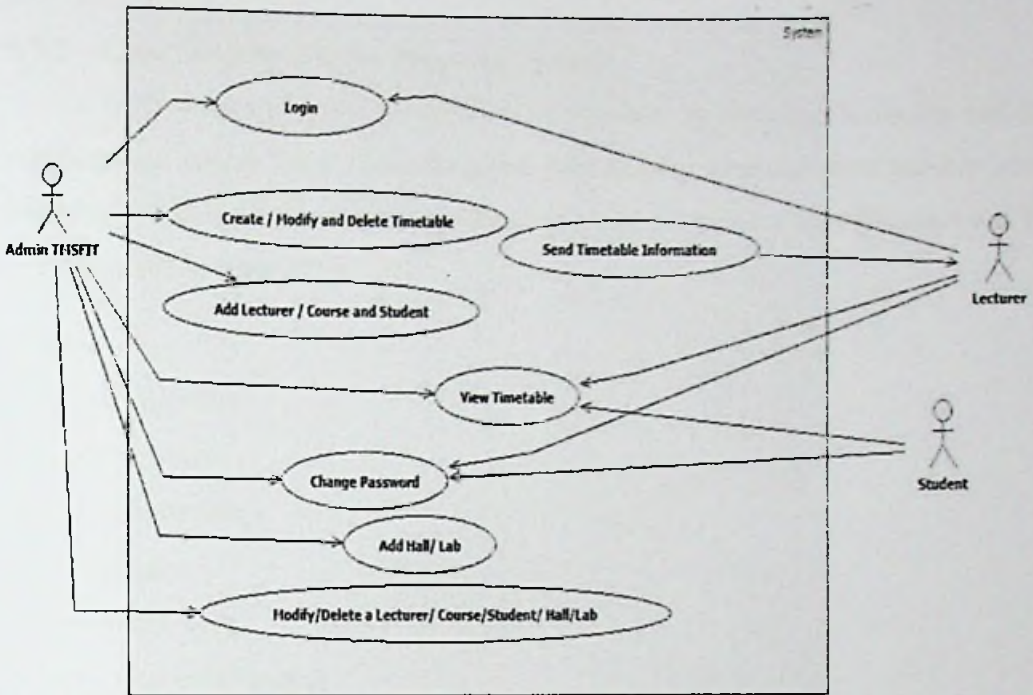 System
Login
Create / Modify and Delete Timetable
Send Timetable Information
Admin
Add Lecturer / Course and Student
Lecturer
View Timetable
Student
Change Password
Add Hall/ Lab
Modify/Delete a Lecturer/ Course/Student/ Hall/Lab